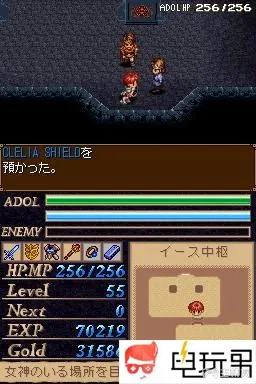 ADOL HP 256/256
CLELIA SHIELDを
預かった。
ADOL
ENEMY
HP.MP 256/256
Level 55
Next 0
EXP 70219
Gold 31586
イース中枢
女神のいる場所を目
电玩男